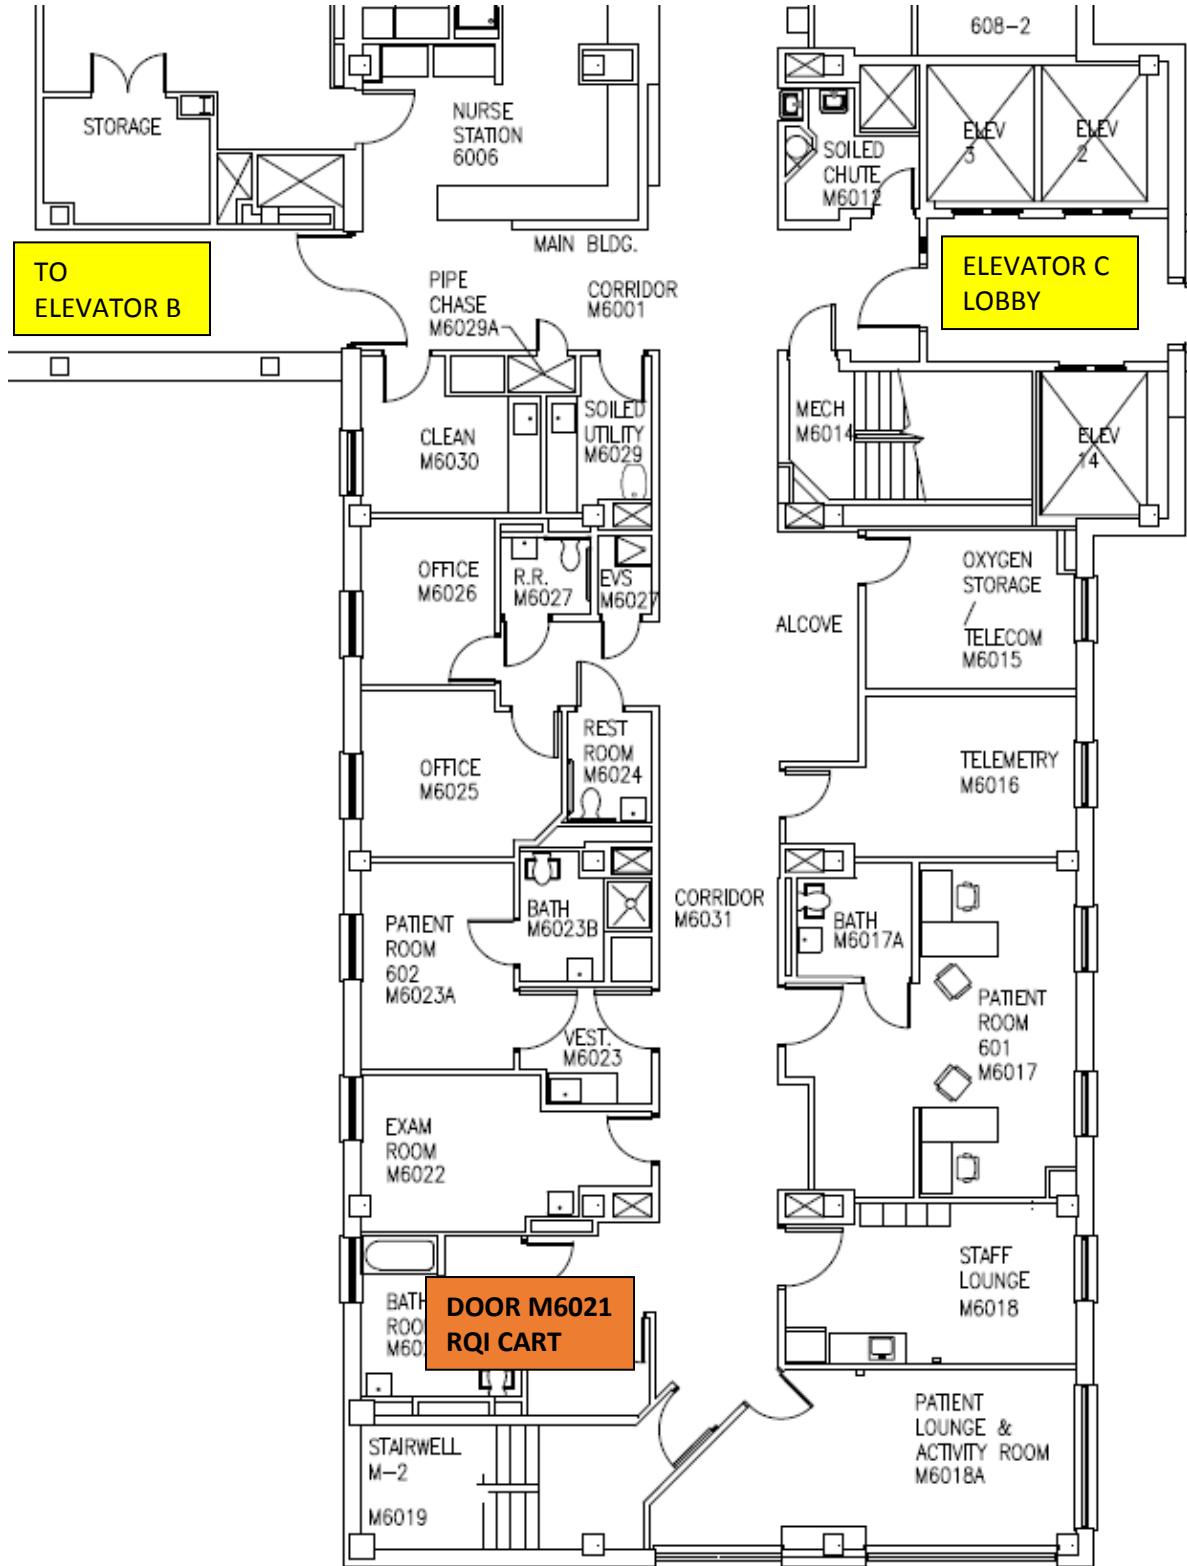 608-2
STORAGE
NURSE
STATION
6006
ELEV
3
ELEV
2
SOILED
CHUTE
M6012
TO
ELEVATOR B
MAIN BLDG.
ELEVATOR C
LOBBY
PIPE
CHASE
M6029A
CORRIDOR
M6001
CLEAN
M6030
SOILED
UTILITY
M6029
MECH
M6014
ELEV
14
OFFICE
M6026
R.R.
M6027
EVS
M6027
ALCOVE
OXYGEN
STORAGE
/
TELECOM
M6015
OFFICE
M6025
REST
ROOM
M6024
TELEMETRY
M6016
PATIENT
ROOM
602
M6023A
BATH
M6023B
CORRIDOR
M6031
BATH
M6017A
PATIENT
ROOM
601
M6017
VEST.
M6023
EXAM
ROOM
M6022
STAFF
LOUNGE
M6018
BATH
DOOR M6021
RQI CART
PATIENT
LOUNGE &
ACTIVITY ROOM
M6018A
STAIRWELL
M-2
M6019